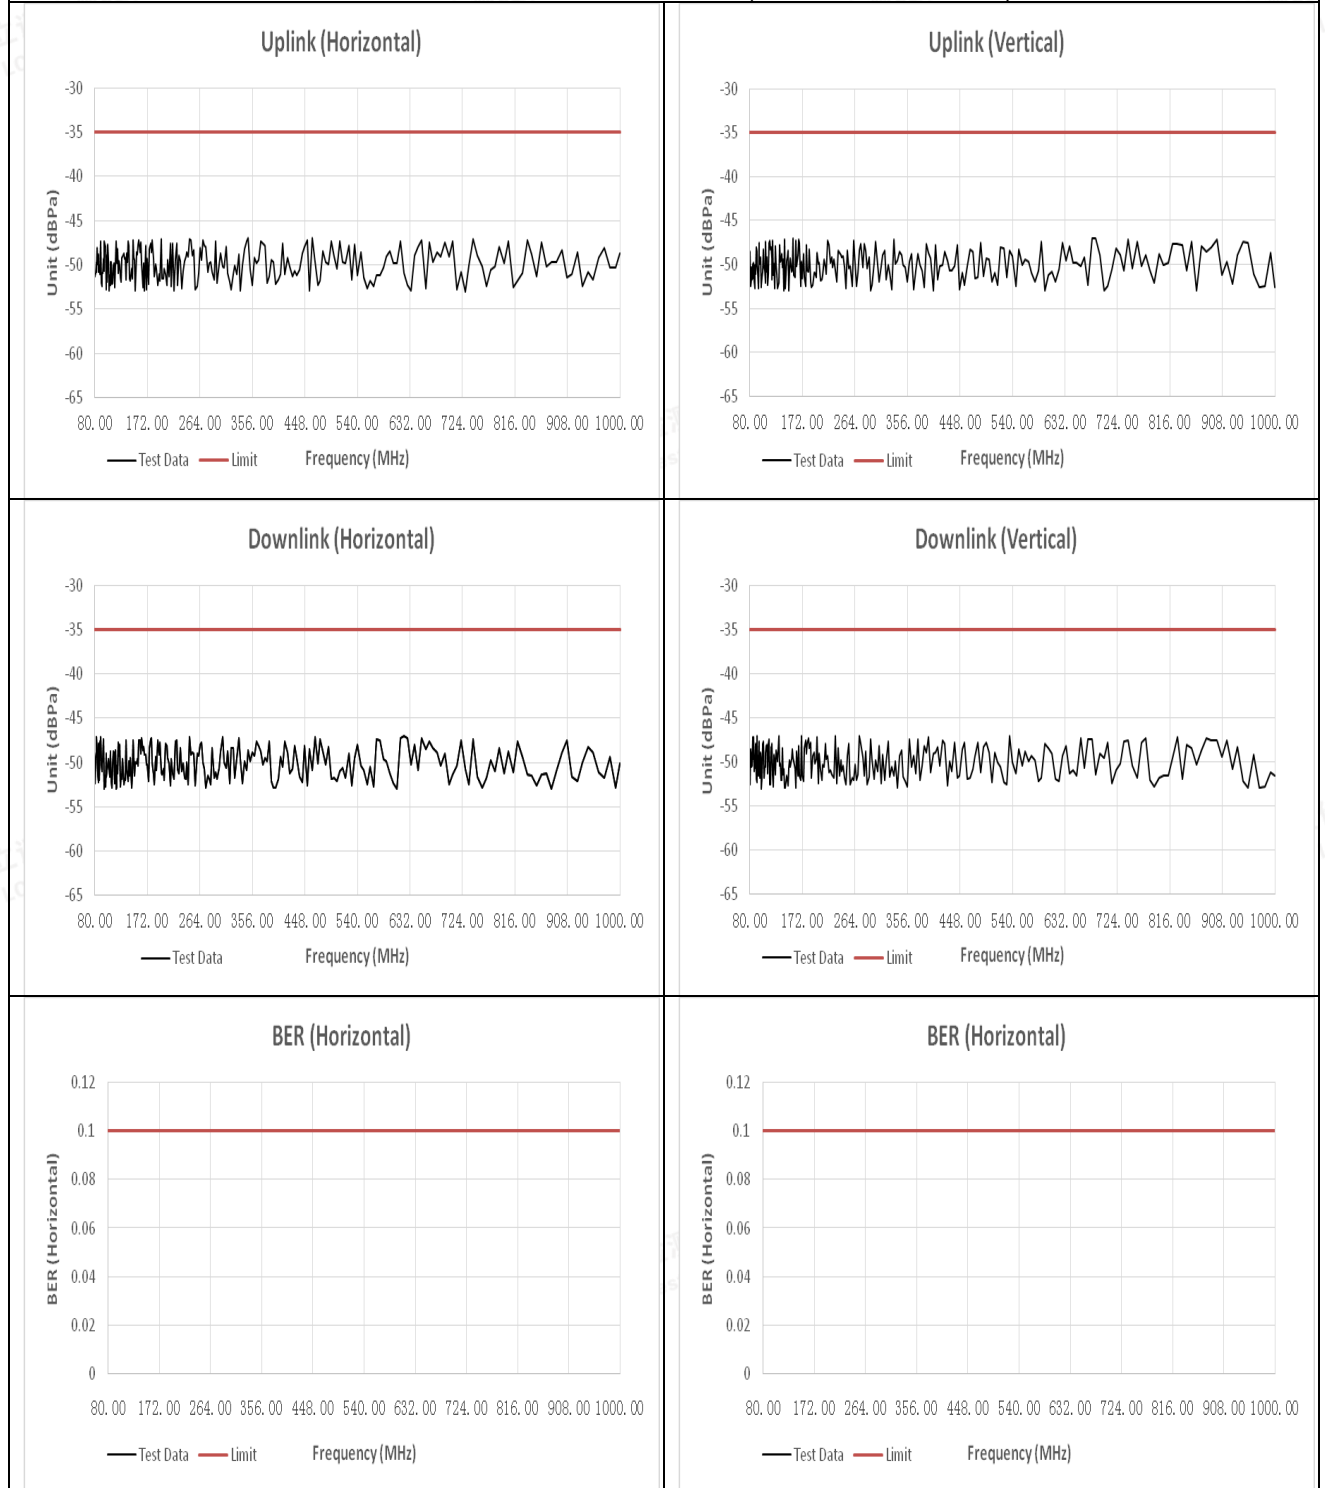 Uplink (Horizontal)
-30
-35
-40
-45
-50
-55
-60
-65
Unit (dBPa)
80.00 172.00 264.00 356.00 448.00 540.00 632.00 724.00 816.00 908.00 1000.00
Test Data Limit Frequency (MHz)
Uplink (Vertical)
-30
-35
-40
-45
-50
-55
-60
-65
Unit (dBPa)
80.00 172.00 264.00 356.00 448.00 540.00 632.00 724.00 816.00 908.00 1000.00
Test Data Limit Frequency (MHz)
Downlink (Horizontal)
-30
-35
-40
-45
-50
-55
-60
-65
Unit (dBPa)
80.00 172.00 264.00 356.00 448.00 540.00 632.00 724.00 816.00 908.00 1000.00
Test Data Frequency (MHz)
Downlink (Vertical)
-30
-35
-40
-45
-50
-55
-60
-65
Unit (dBPa)
80.00 172.00 264.00 356.00 448.00 540.00 632.00 724.00 816.00 908.00 1000.00
Test Data Limit Frequency (MHz)
BER (Horizontal)
0.12
0.1
0.08
0.06
0.04
0.02
0
BER (Horizontal)
80.00 172.00 264.00 356.00 448.00 540.00 632.00 724.00 816.00 908.00 1000.00
Test Data Limit Frequency (MHz)
BER (Horizontal)
0.12
0.1
0.08
0.06
0.04
0.02
0
BER (Horizontal)
80.00 172.00 264.00 356.00 448.00 540.00 632.00 724.00 816.00 908.00 1000.00
Test Data Limit Frequency (MHz)